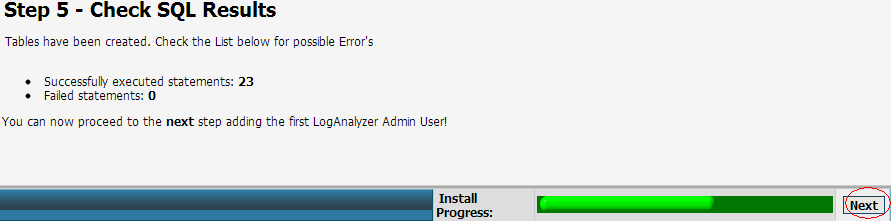 Step 5 - Check SQL Results
Tables have been created. Check the List below for possible Error's
Successfully executed statements: 23
Failed statements: 0
You can now proceed to the next step adding the first LogAnalyzer Admin User!
Install
Progress:
Next